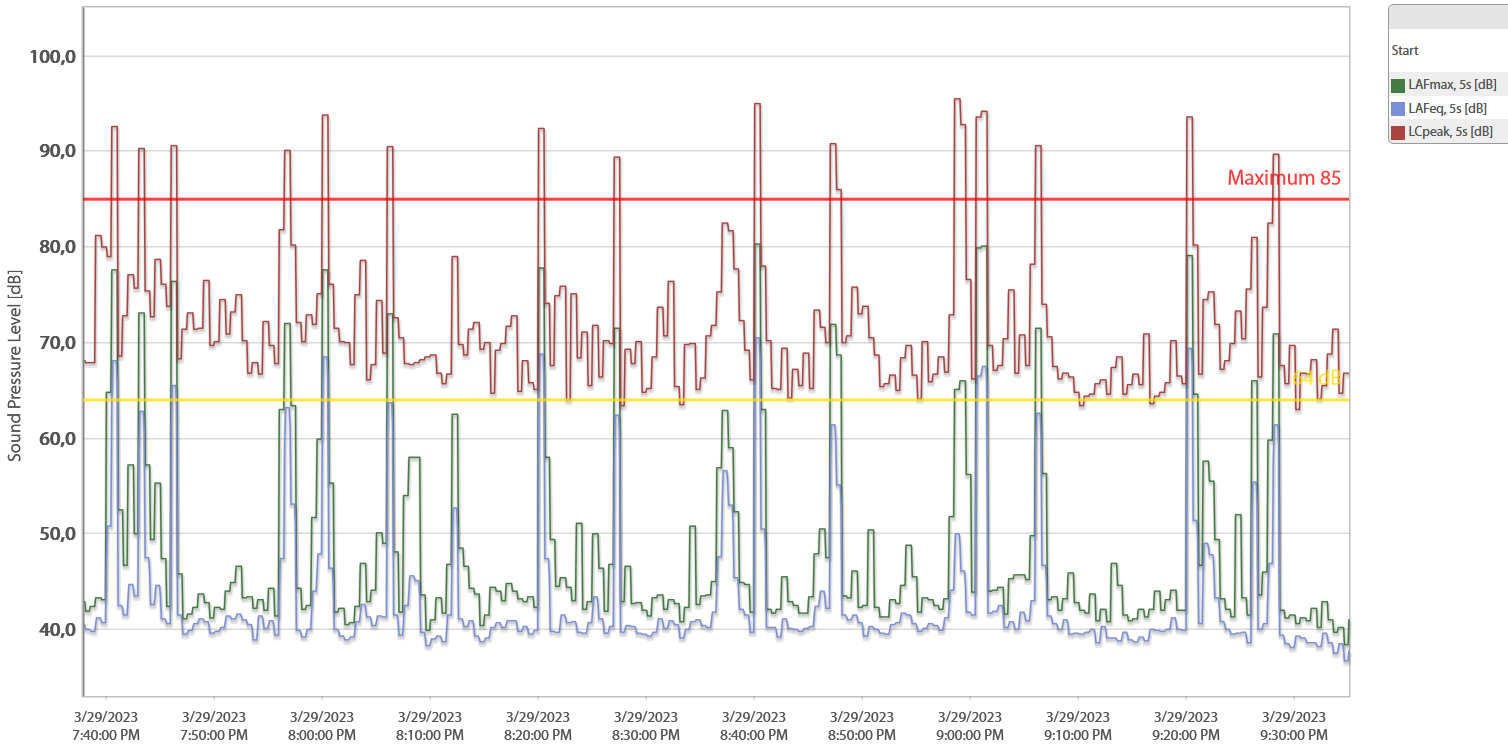 100,0
90,0
80,0
70,0
60,0
50,0
40,0
Sound Pressure Level [dB]
Maximum 85
64 dB
3/29/2023
7:40:00 PM
3/29/2023
7:50:00 PM
3/29/2023
8:00:00 PM
3/29/2023
8:10:00 PM
3/29/2023
8:20:00 PM
3/29/2023
8:30:00 PM
3/29/2023
8:40:00 PM
3/29/2023
8:50:00 PM
3/29/2023
9:00:00 PM
3/29/2023
9:10:00 PM
3/29/2023
9:20:00 PM
3/29/2023
9:30:00 PM
Start
LAFmax, 5s [dB]
LAFeq, 5s [dB]
LCpeak, 5s [dB]